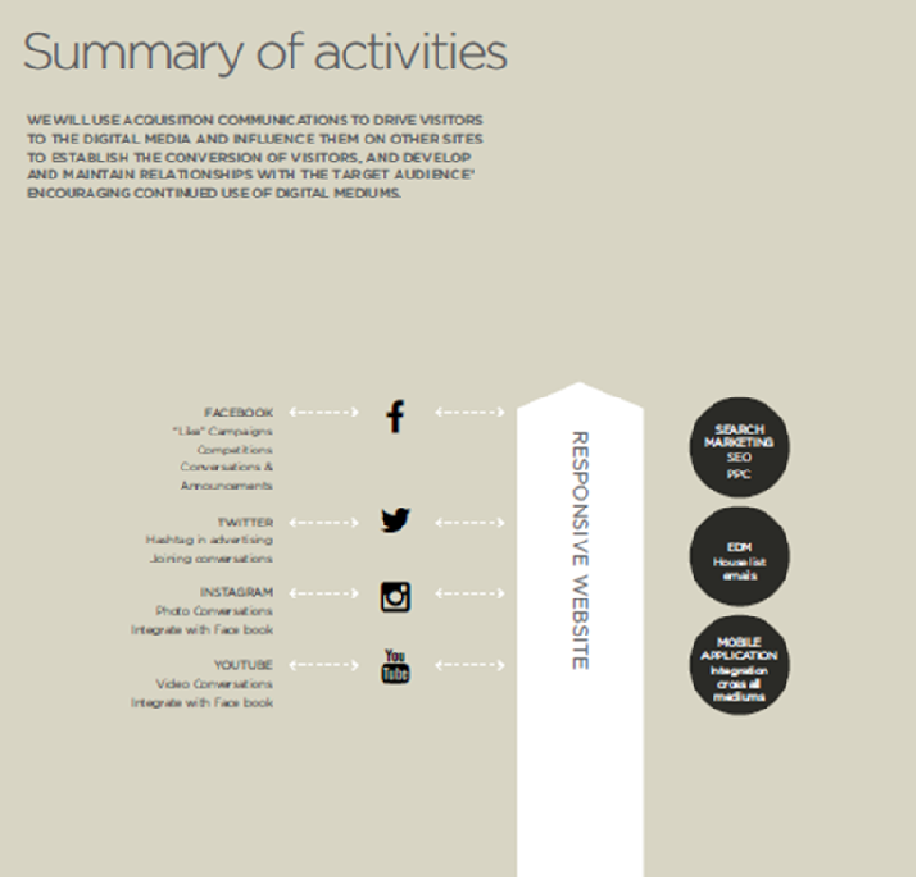 Summary of activities
WE WILL USE ACQUISITION COMMUNICATIONS TO DRIVE VISITORS
TO THE DIGITAL MEDIA AND INFLUENCE THEM ON OTHER SITES
TO ESTABLISH THE CONVERSION OF VISITORS, AND DEVELOP
AND MAINTAIN RELATIONSHIPS WITH THE TARGET AUDIENCE'
ENCOURAGING CONTINUED USE OF DIGITAL MEDIUMS.
FACEBOOK
"Like" Campaigns
Competitions
Conversations &
Announcements
TWITTER
Hashtag in advertising
Joining conversations
INSTAGRAM
Photo Conversations
Integrate with Face book
YOUTUBE
Video Conversations
Integrate with Face book
You
Tube
RESPONSIVE WEBSITE
SEARCH
MARKETING
SEO
PPC
EDM
House list
emails
MOBILE
APPLICATION
Integration
cross all
mediums